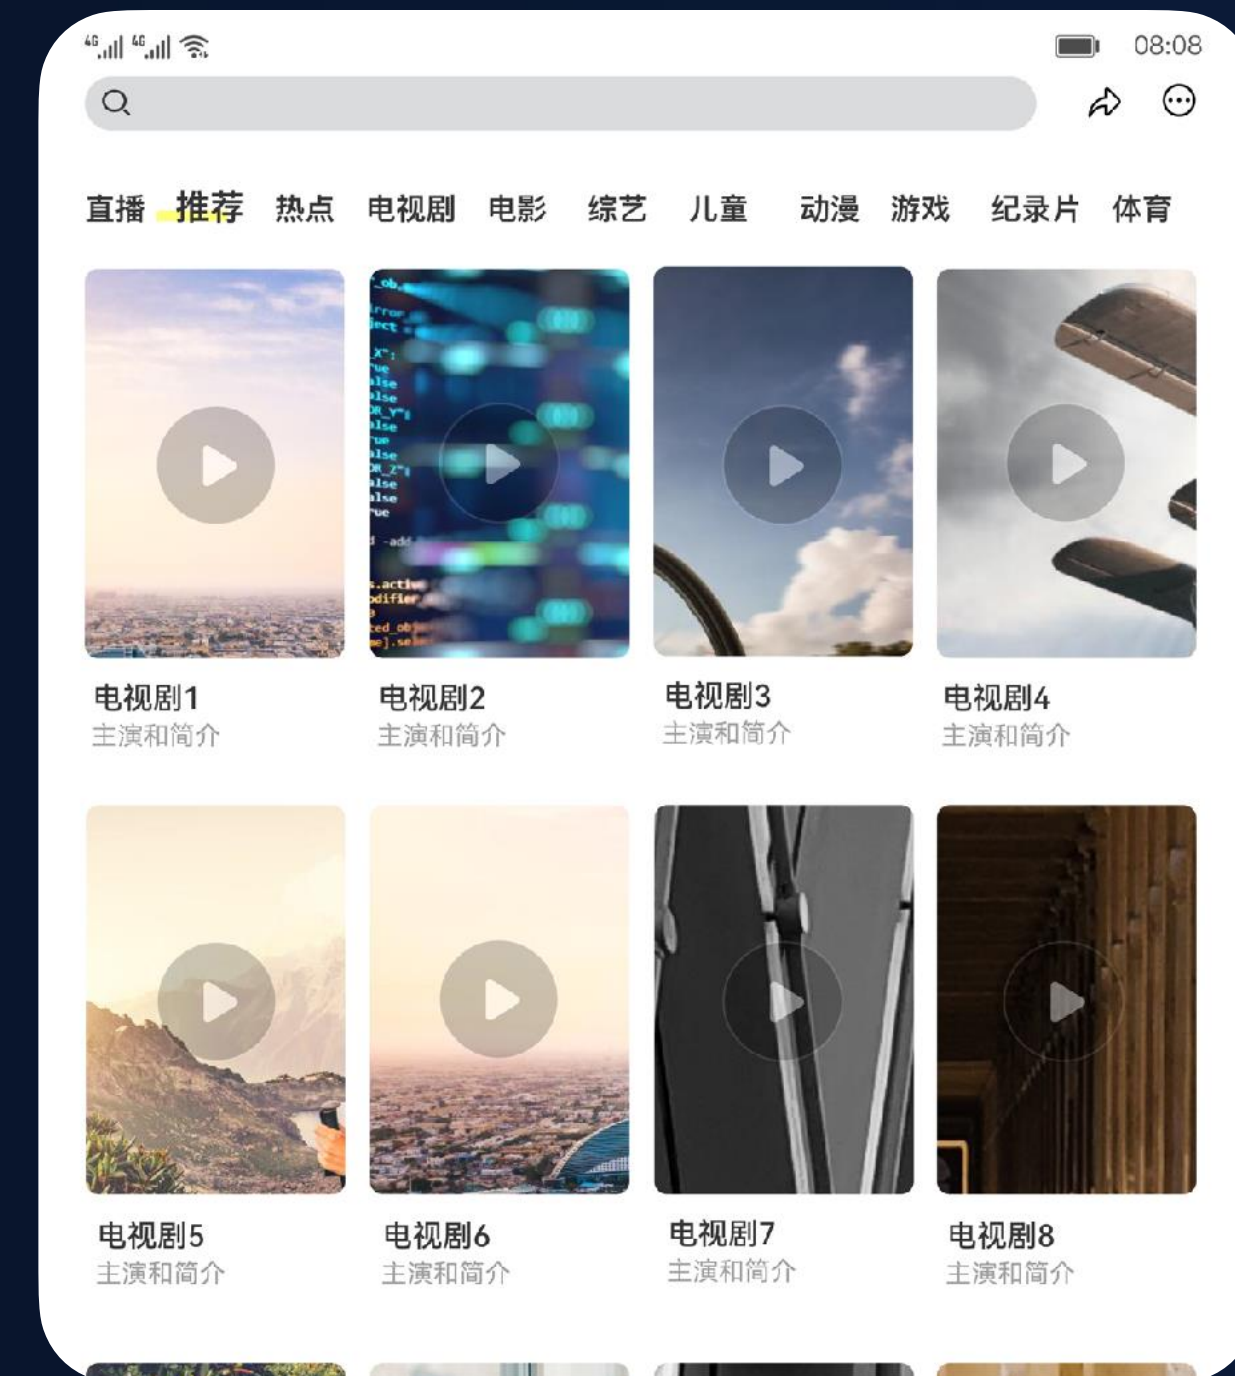 4G 4G 08:08
直播 推荐 热点 电视剧 电影 综艺 儿童 动漫 游戏 纪录片 体育
电视剧1 电视剧2 电视剧3 电视剧4
主演和简介 主演和简介 主演和简介 主演和简介
电视剧5 电视剧6 电视剧7 电视剧8
主演和简介 主演和简介 主演和简介 主演和简介